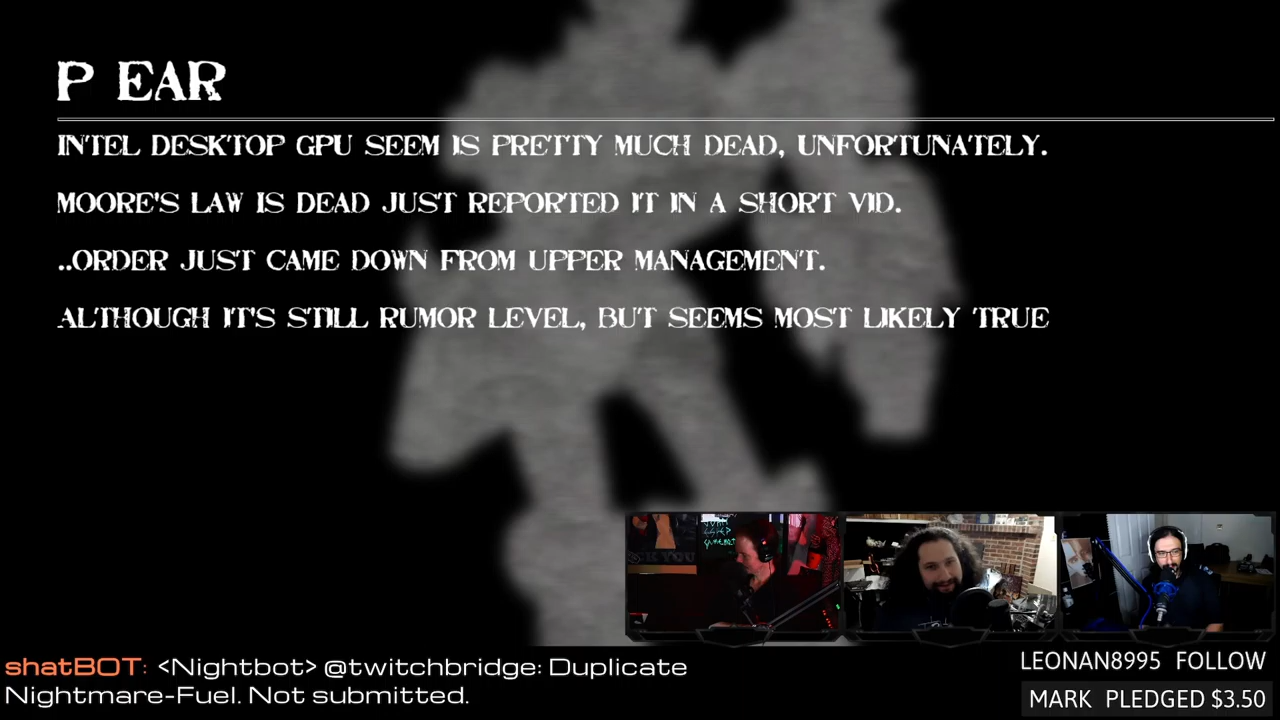 P EAR
INTEL DESKTOP GPU SEEM IS PRETTY MUCH DEAD, UNFORTUNATELY.
MOORE'S LAW IS DEAD JUST REPORTED IT IN A SHORT VID.
..ORDER JUST CAME DOWN FROM UPPER MANAGEMENT.
ALTHOUGH IT'S STILL RUMOR LEVEL, BUT SEEMS MOST LIKELY TRUE
shatBOT: <Nightbot> @twitchbridge: Duplicate
Nightmare-Fuel. Not submitted.
LEONAN8995 FOLLOW
MARK PLEDGED $3.50